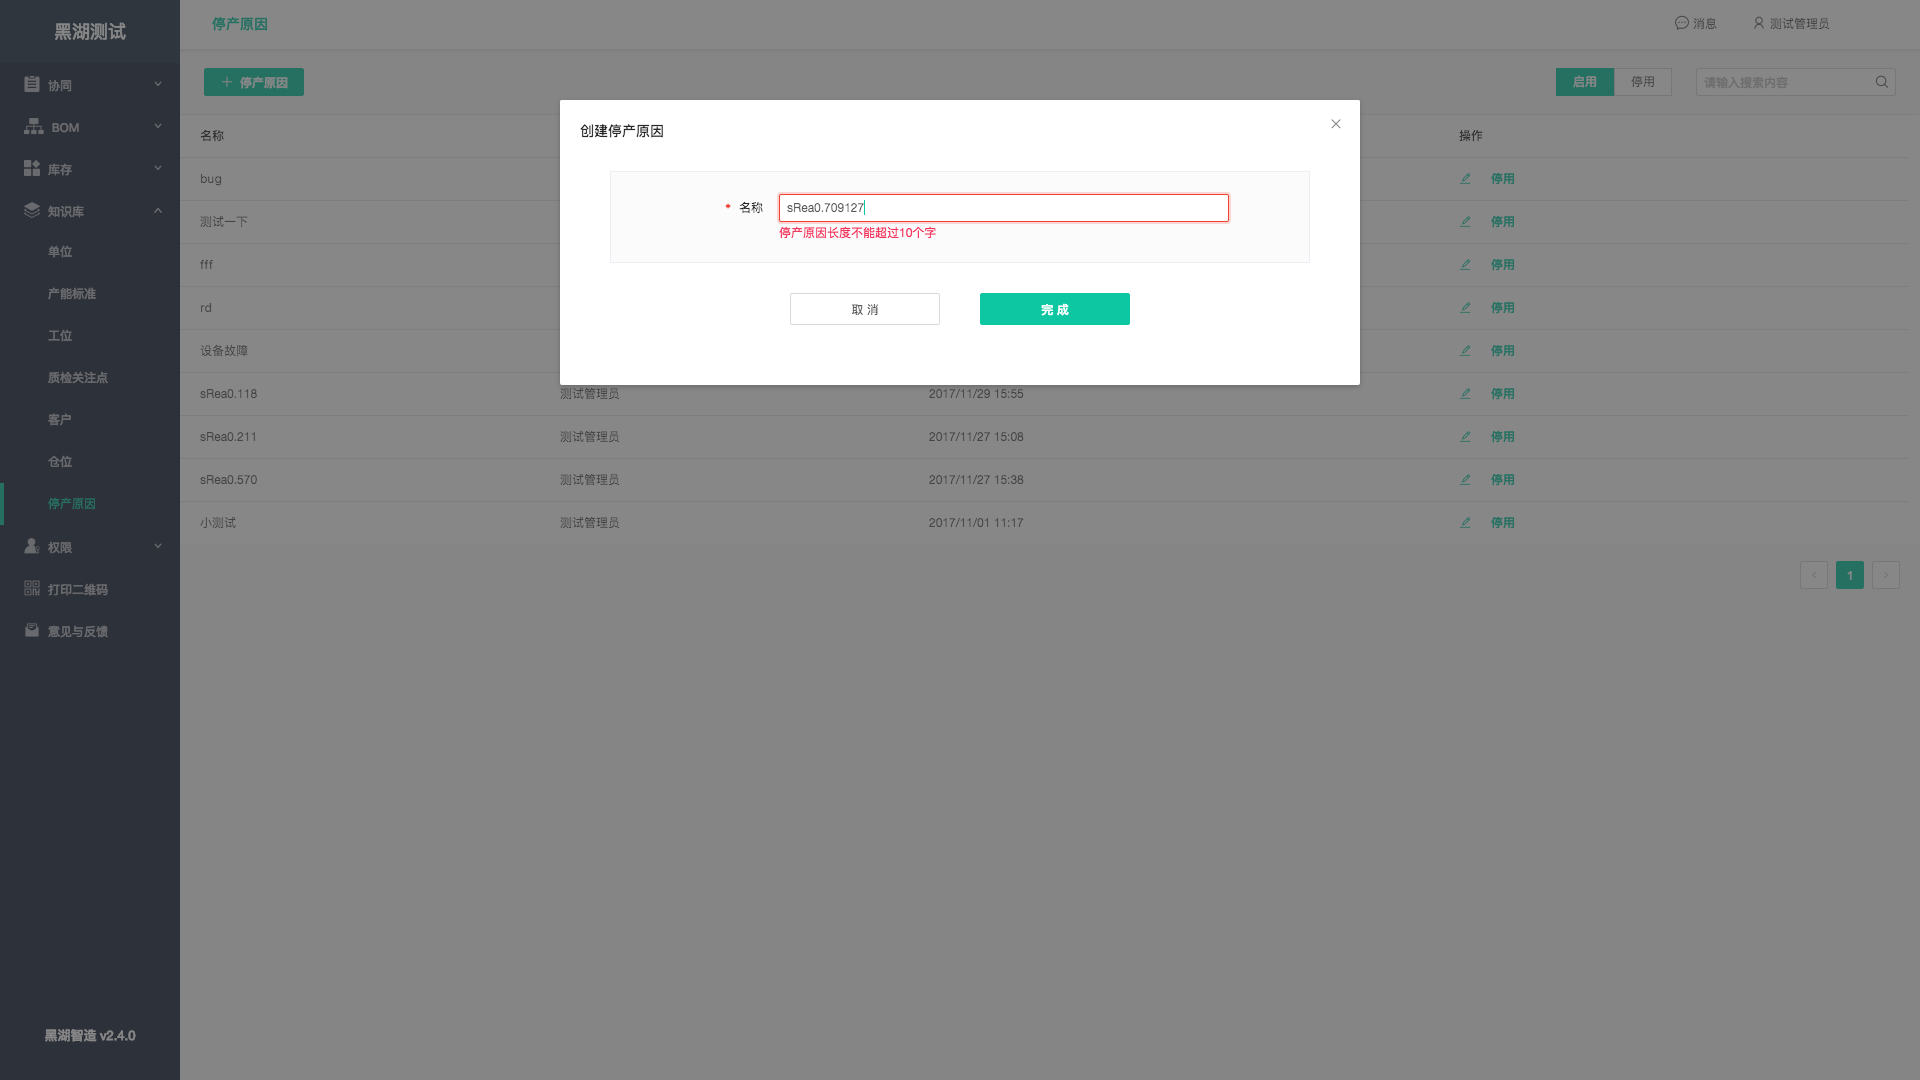 黑湖测试
停产原因
消息
测试管理员
协同
BOM
库存
知识库
单位
产能标准
工位
质检关注点
客户
仓位
停产原因
权限
打印二维码
意见与反馈
黑湖智造 v2.4.0
停产原因
启用
停用
请输入搜索内容
名称
操作
bug
停用
测试一下
停用
fff
停用
rd
停用
设备故障
停用
sRea0.118 测试管理员 2017/11/29 15:55 停用
sRea0.211 测试管理员 2017/11/27 15:08 停用
sRea0.570 测试管理员 2017/11/27 15:38 停用
小测试 测试管理员 2017/11/01 11:17 停用
1
创建停产原因
* 名称 sRea0.709127
停产原因长度不能超过10个字
取 消
完 成